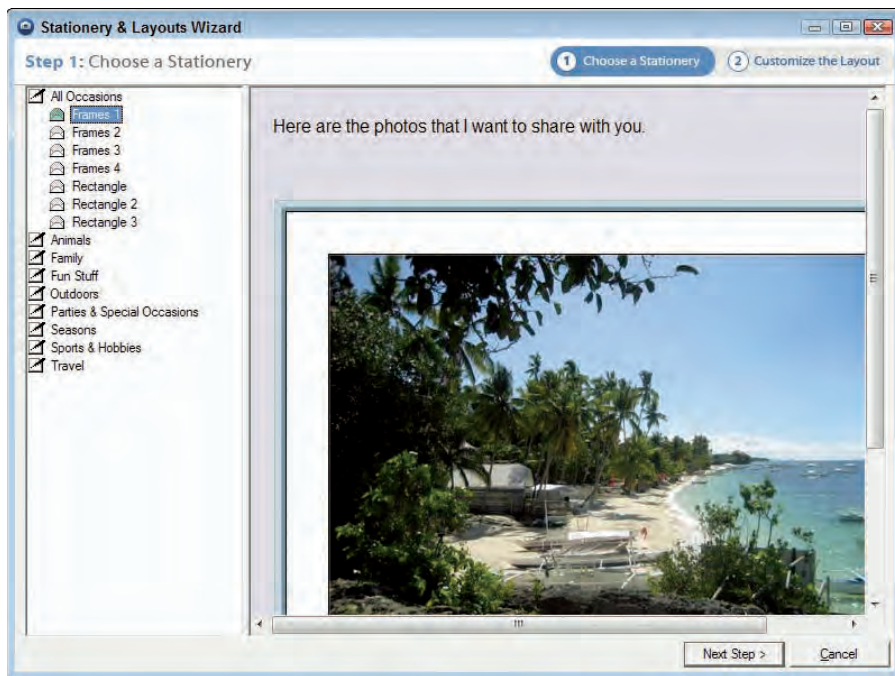 Stationery & Layouts Wizard
Step 1: Choose a Stationery
1 Choose a Stationery
2 Customize the Layout
All Occasions
Frames 1
Frames 2
Frames 3
Frames 4
Rectangle
Rectangle 2
Rectangle 3
Animals
Family
Fun Stuff
Outdoors
Parties & Special Occasions
Seasons
Sports & Hobbies
Travel
Here are the photos that I want to share with you.
Next Step >
Cancel